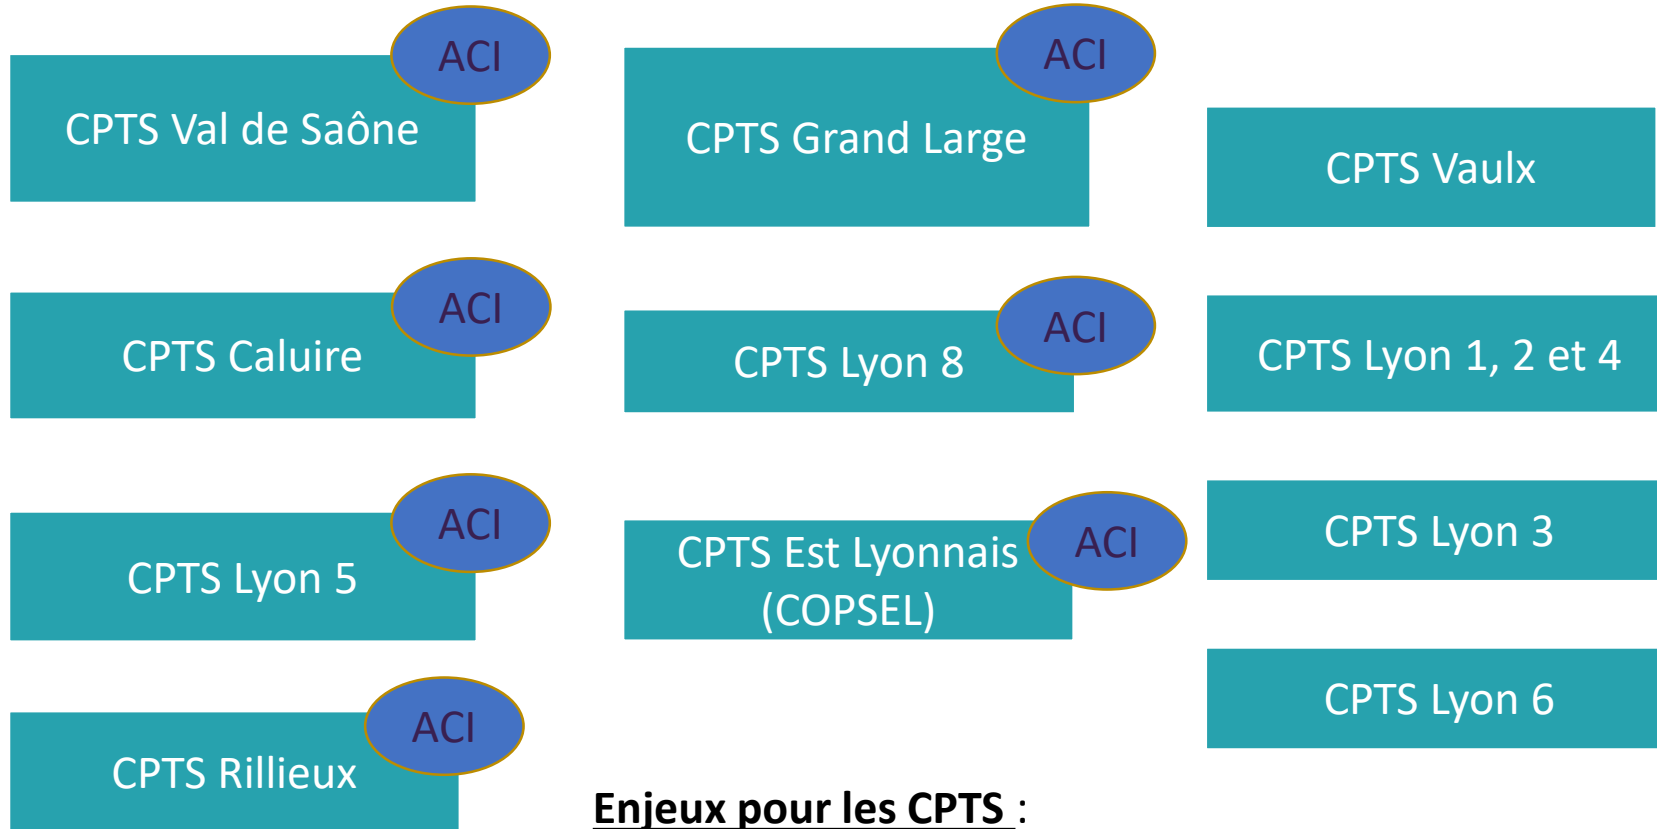 ACI
CPTS Val de Saône
ACI
CPTS Caluire
ACI
CPTS Lyon 5
ACI
CPTS Rillieux
ACI
CPTS Grand Large
ACI
CPTS Lyon 8
ACI
CPTS Est Lyonnais
(COPSEL)
CPTS Vaulx
CPTS Lyon 1, 2 et 4
CPTS Lyon 3
CPTS Lyon 6
Enjeux pour les CPTS :